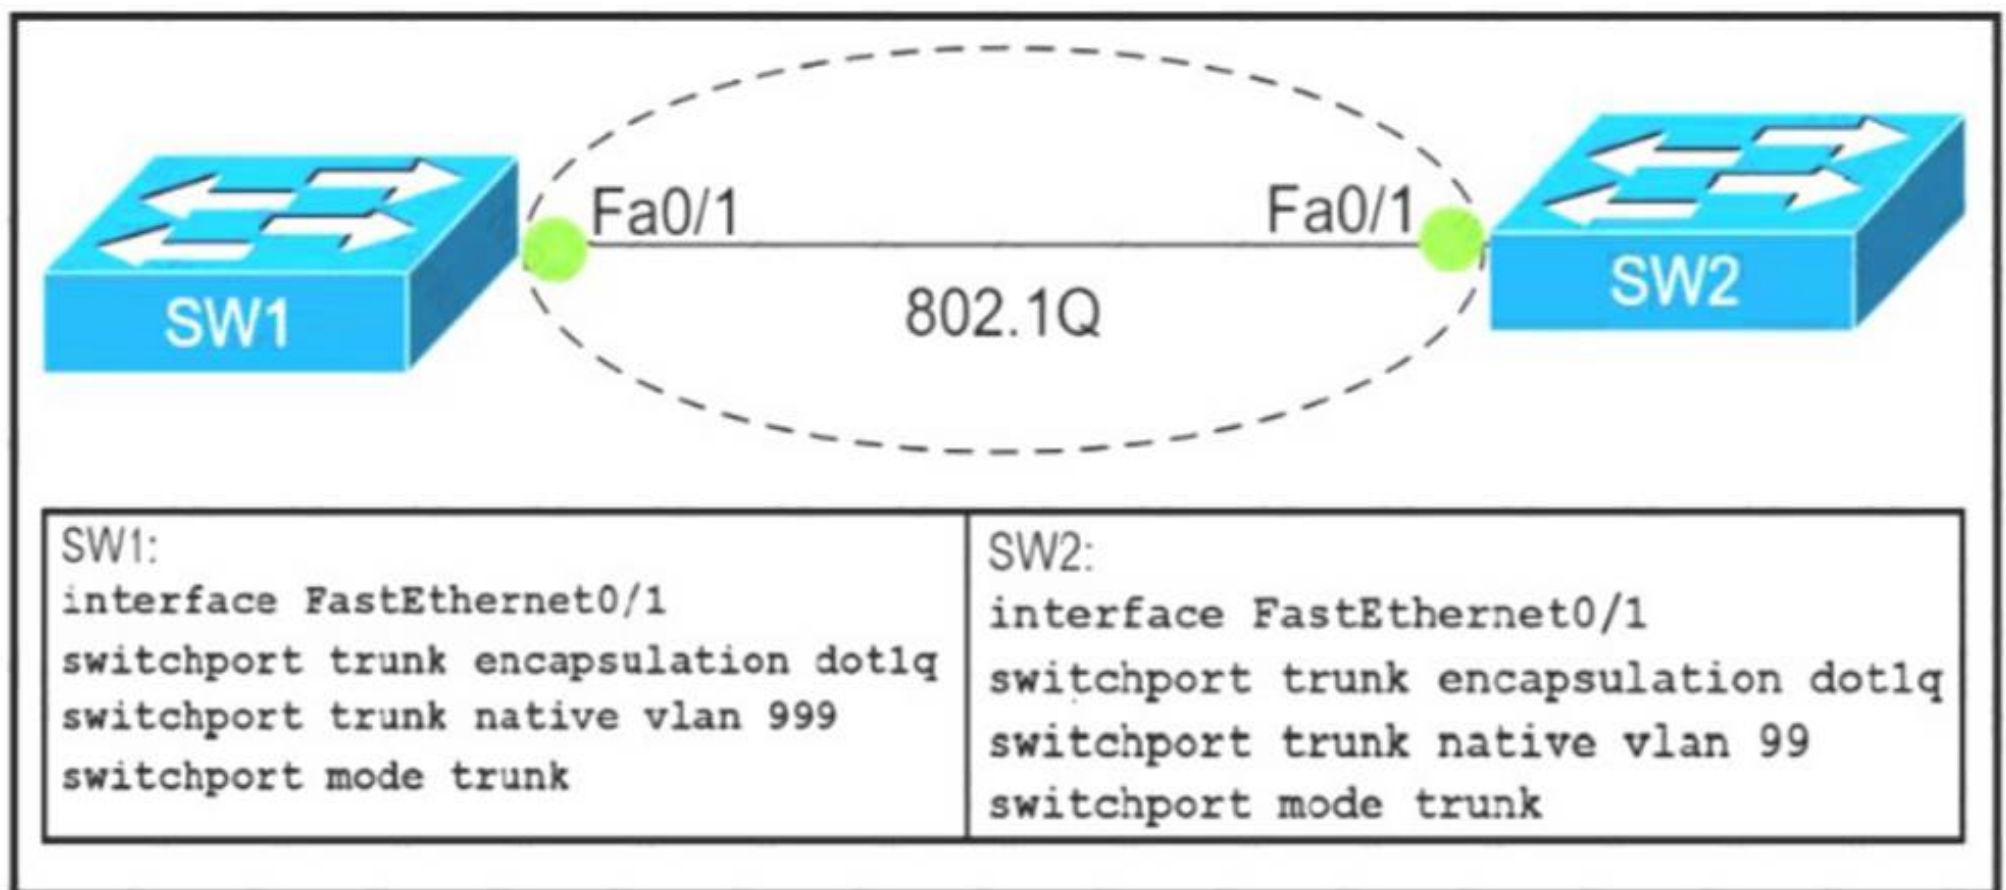 Fa0/1
Fa0/1
SW1
802.1Q
SW2
SW1:
interface FastEthernet0/1
switchport trunk encapsulation dot1q
switchport trunk native vlan 999
switchport mode trunk
SW2:
interface FastEthernet0/1
switchport trunk encapsulation dot1q
switchport trunk native vlan 99
switchport mode trunk